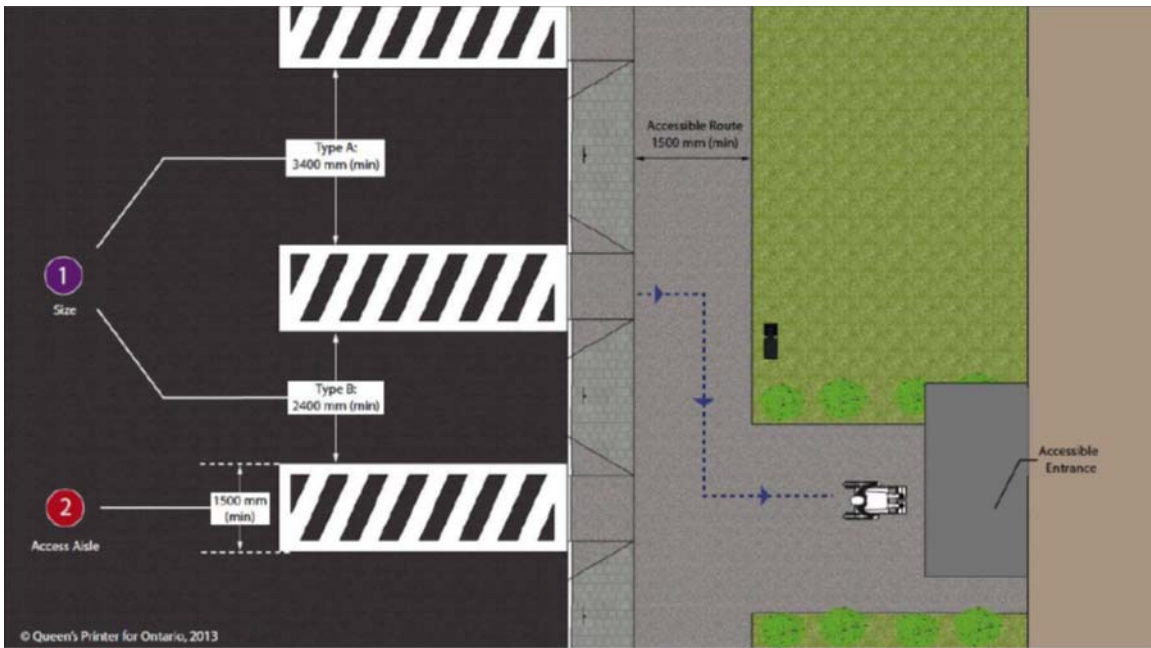 Type A:
3400 mm (min)
Accessible Route
1500 mm (min)
1
Size
Type B:
2400 mm (min)
Accessible
Entrance
2
1500 mm
(min)
Access Aisle
© Queen's Printer for Ontario, 2013